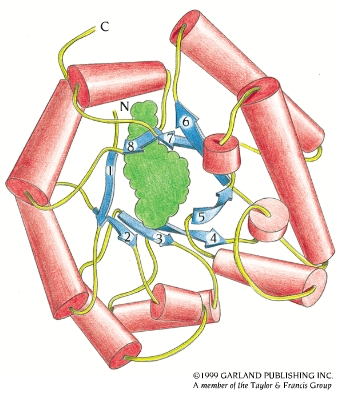 C
N
6
7
8
1
5
2
3
4
©1999 GARLAND PUBLISHING INC.
A member of the Taylor & Francis Group